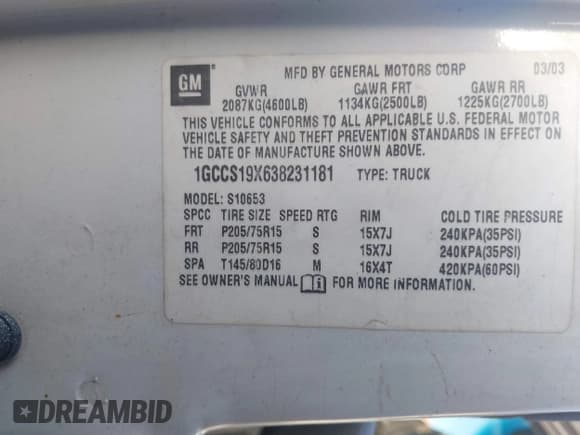 GM
MFD BY GENERAL MOTORS CORP 03/03
GVWR GAWR FRT GAWR RR
2087KG(4600LB) 1134KG(2500LB) 1225KG(2700LB)
THIS VEHICLE CONFORMS TO ALL APPLICABLE U.S. FEDERAL MOTOR
VEHICLE SAFETY AND THEFT PREVENTION STANDARDS IN EFFECT ON
THE DATE OF MANUFACTURE SHOWN ABOVE.
1GCCS19X638231181 TYPE: TRUCK
MODEL: S10653
SPCC TIRE SIZE SPEED RTG RIM COLD TIRE PRESSURE
FRT P205/75R15 S 15X7J 240KPA(35PSI)
RR P205/75R15 S 15X7J 240KPA(35PSI)
SPA T145/80D16 M 16X4T 420KPA(60PSI)
SEE OWNER'S MANUAL i FOR MORE INFORMATION.
DREAMBID